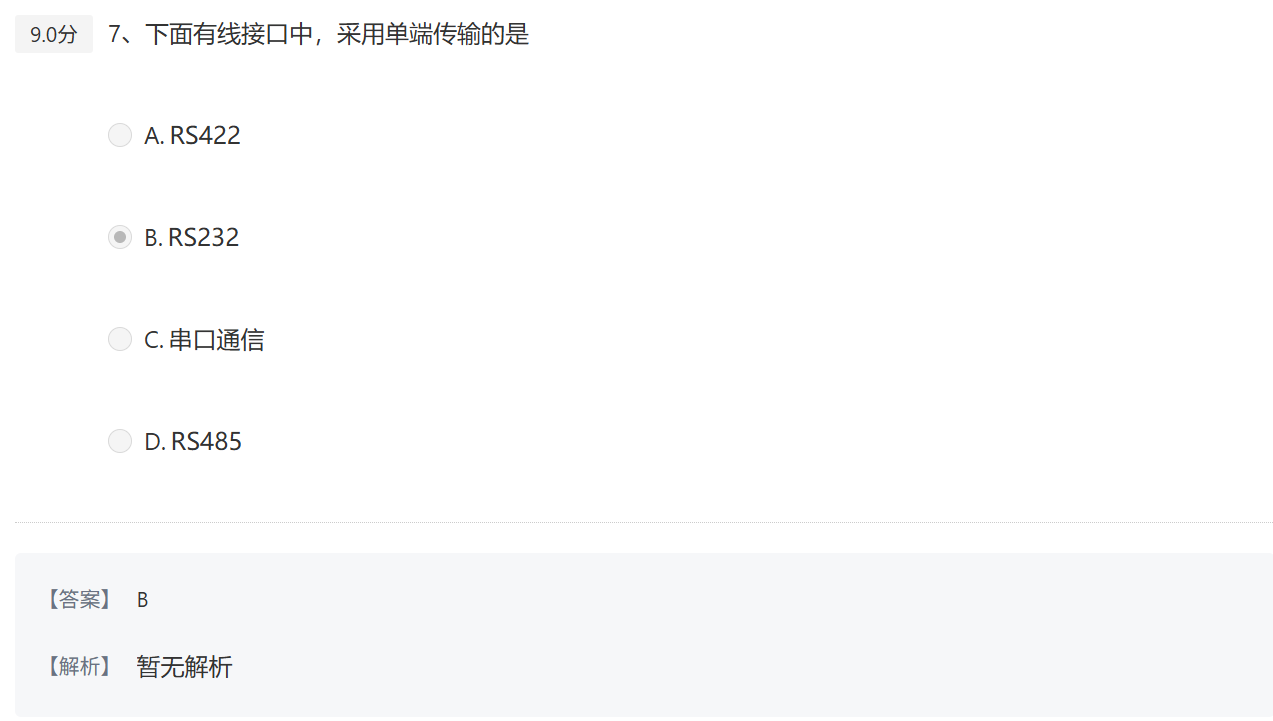 9.0分 7、下面有线接口中，采用单端传输的是
A. RS422
B. RS232
C. 串口通信
D. RS485
【答案】 B
【解析】 暂无解析